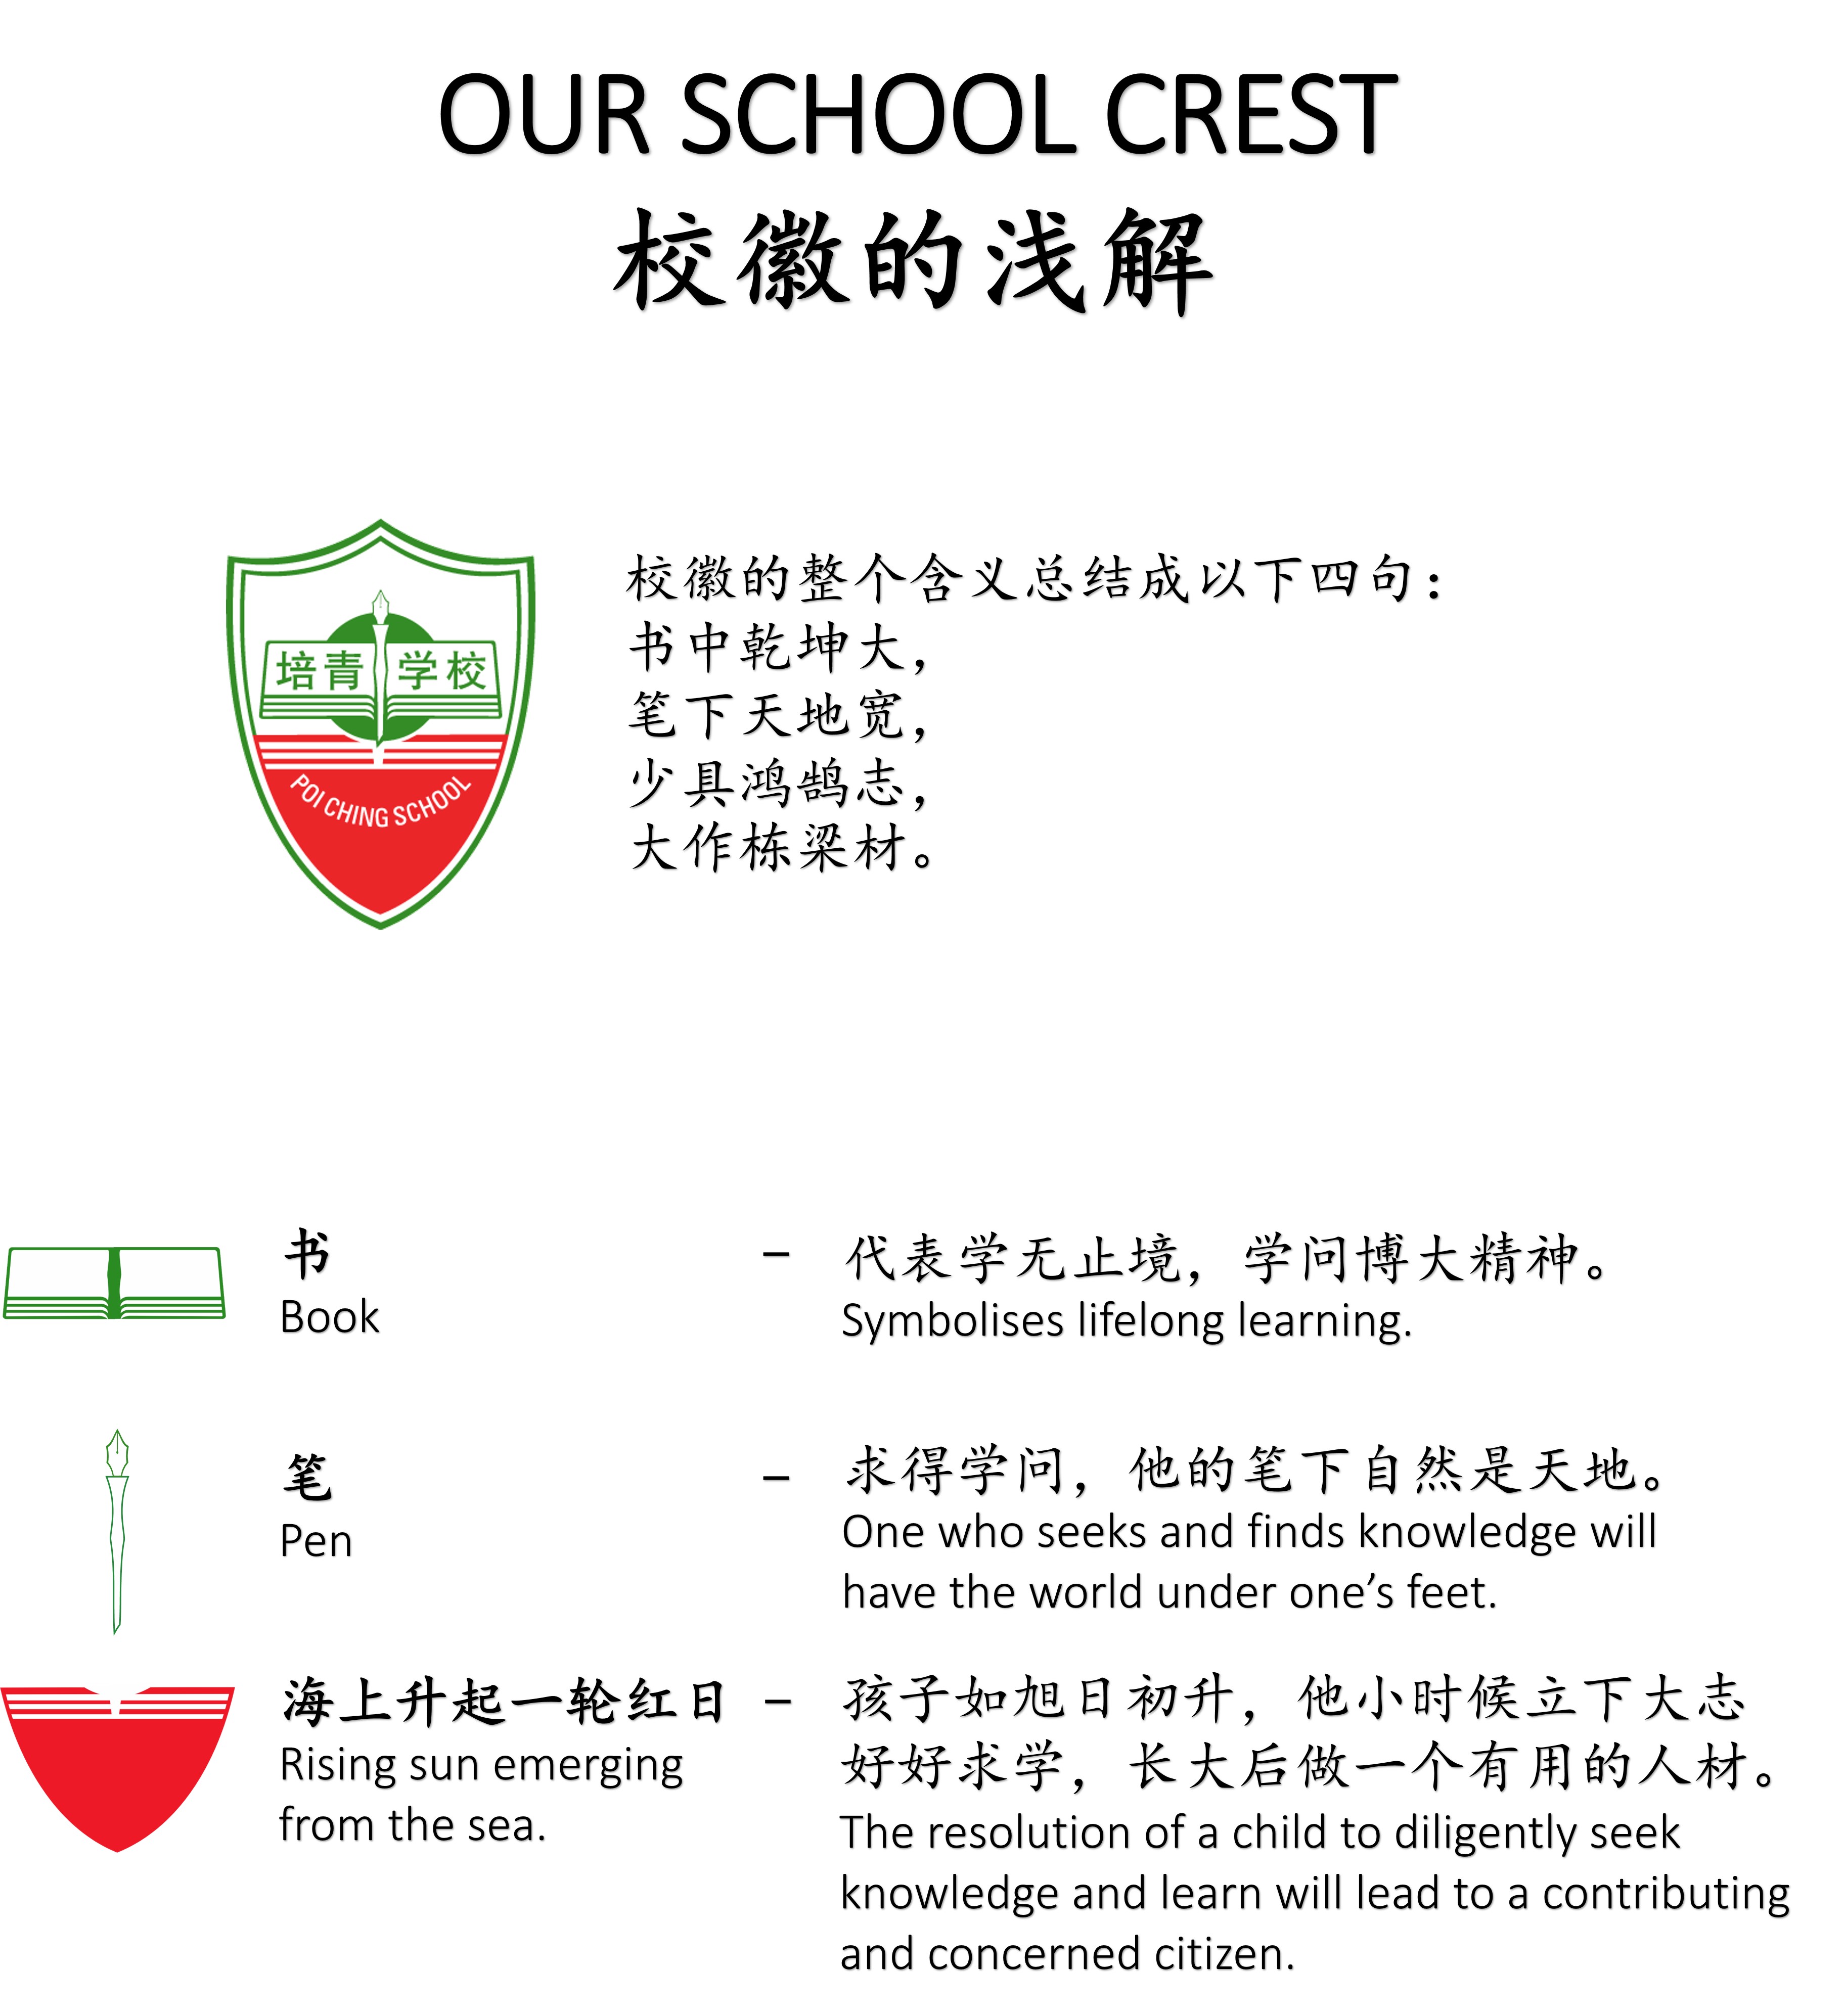 OUR SCHOOL CREST
校徽的浅解
培青学校
POI CHING SCHOOL
校徽的整个含义总结成以下四句：
书中乾坤大，
笔下天地宽，
少具鸿鹄志，
大作栋梁材。
书 – 代表学无止境，学问博大精神。
Book Symbolises lifelong learning.
笔 – 求得学问，他的笔下自然是天地。
Pen One who seeks and finds knowledge will
have the world under one’s feet.
海上升起一轮红日 – 孩子如旭日初升，他小时候立下大志
Rising sun emerging 好好求学，长大后做一个有用的人材。
from the sea. The resolution of a child to diligently seek
knowledge and learn will lead to a contributing
and concerned citizen.